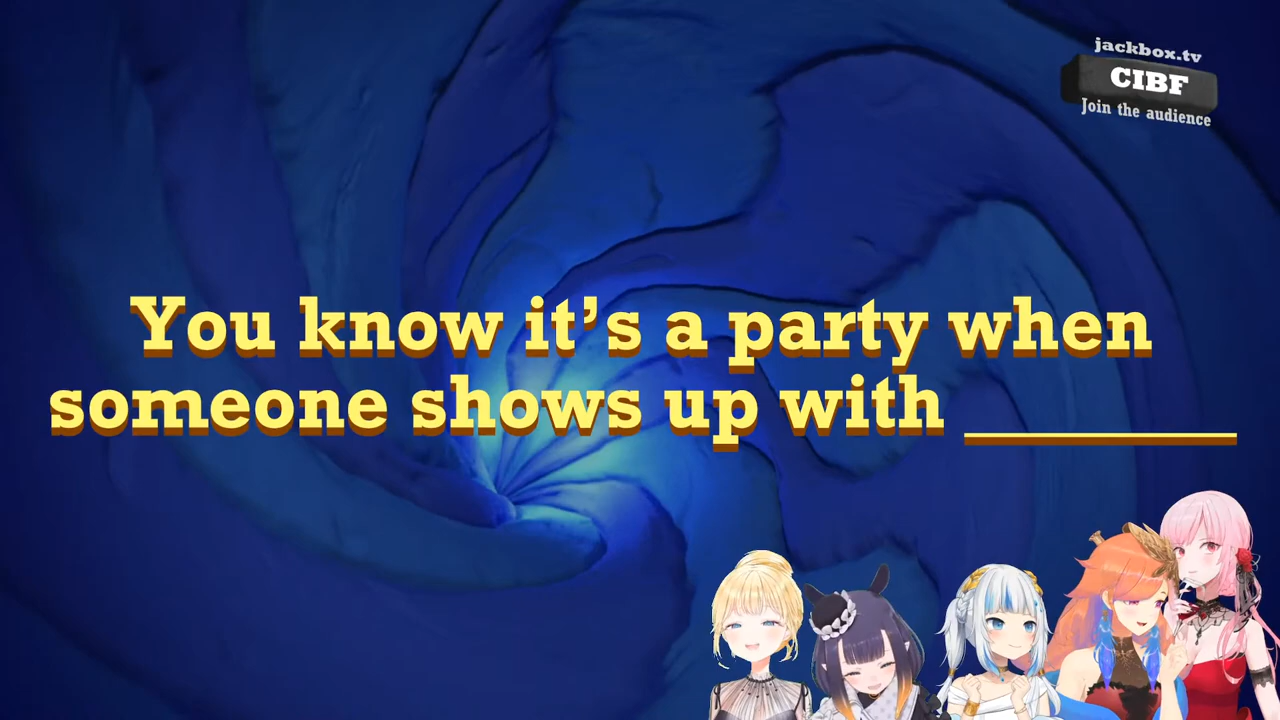 jackbox.tv
CIBF
Join the audience
You know it’s a party when
someone shows up with ________